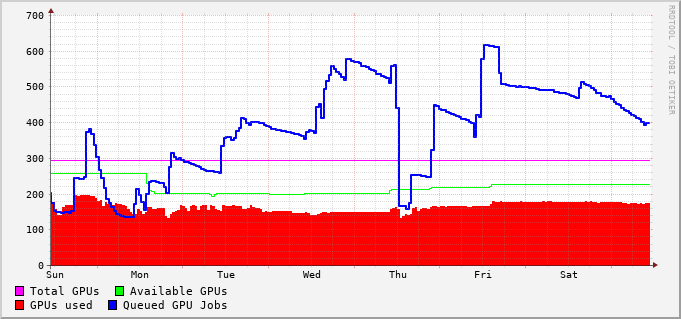 700
600
500
400
300
200
100
0
Sun Mon Tue Wed Thu Fri Sat
Total GPUs Available GPUs
GPUs used Queued GPU Jobs
RRDTOOL / TOBI OETIKER